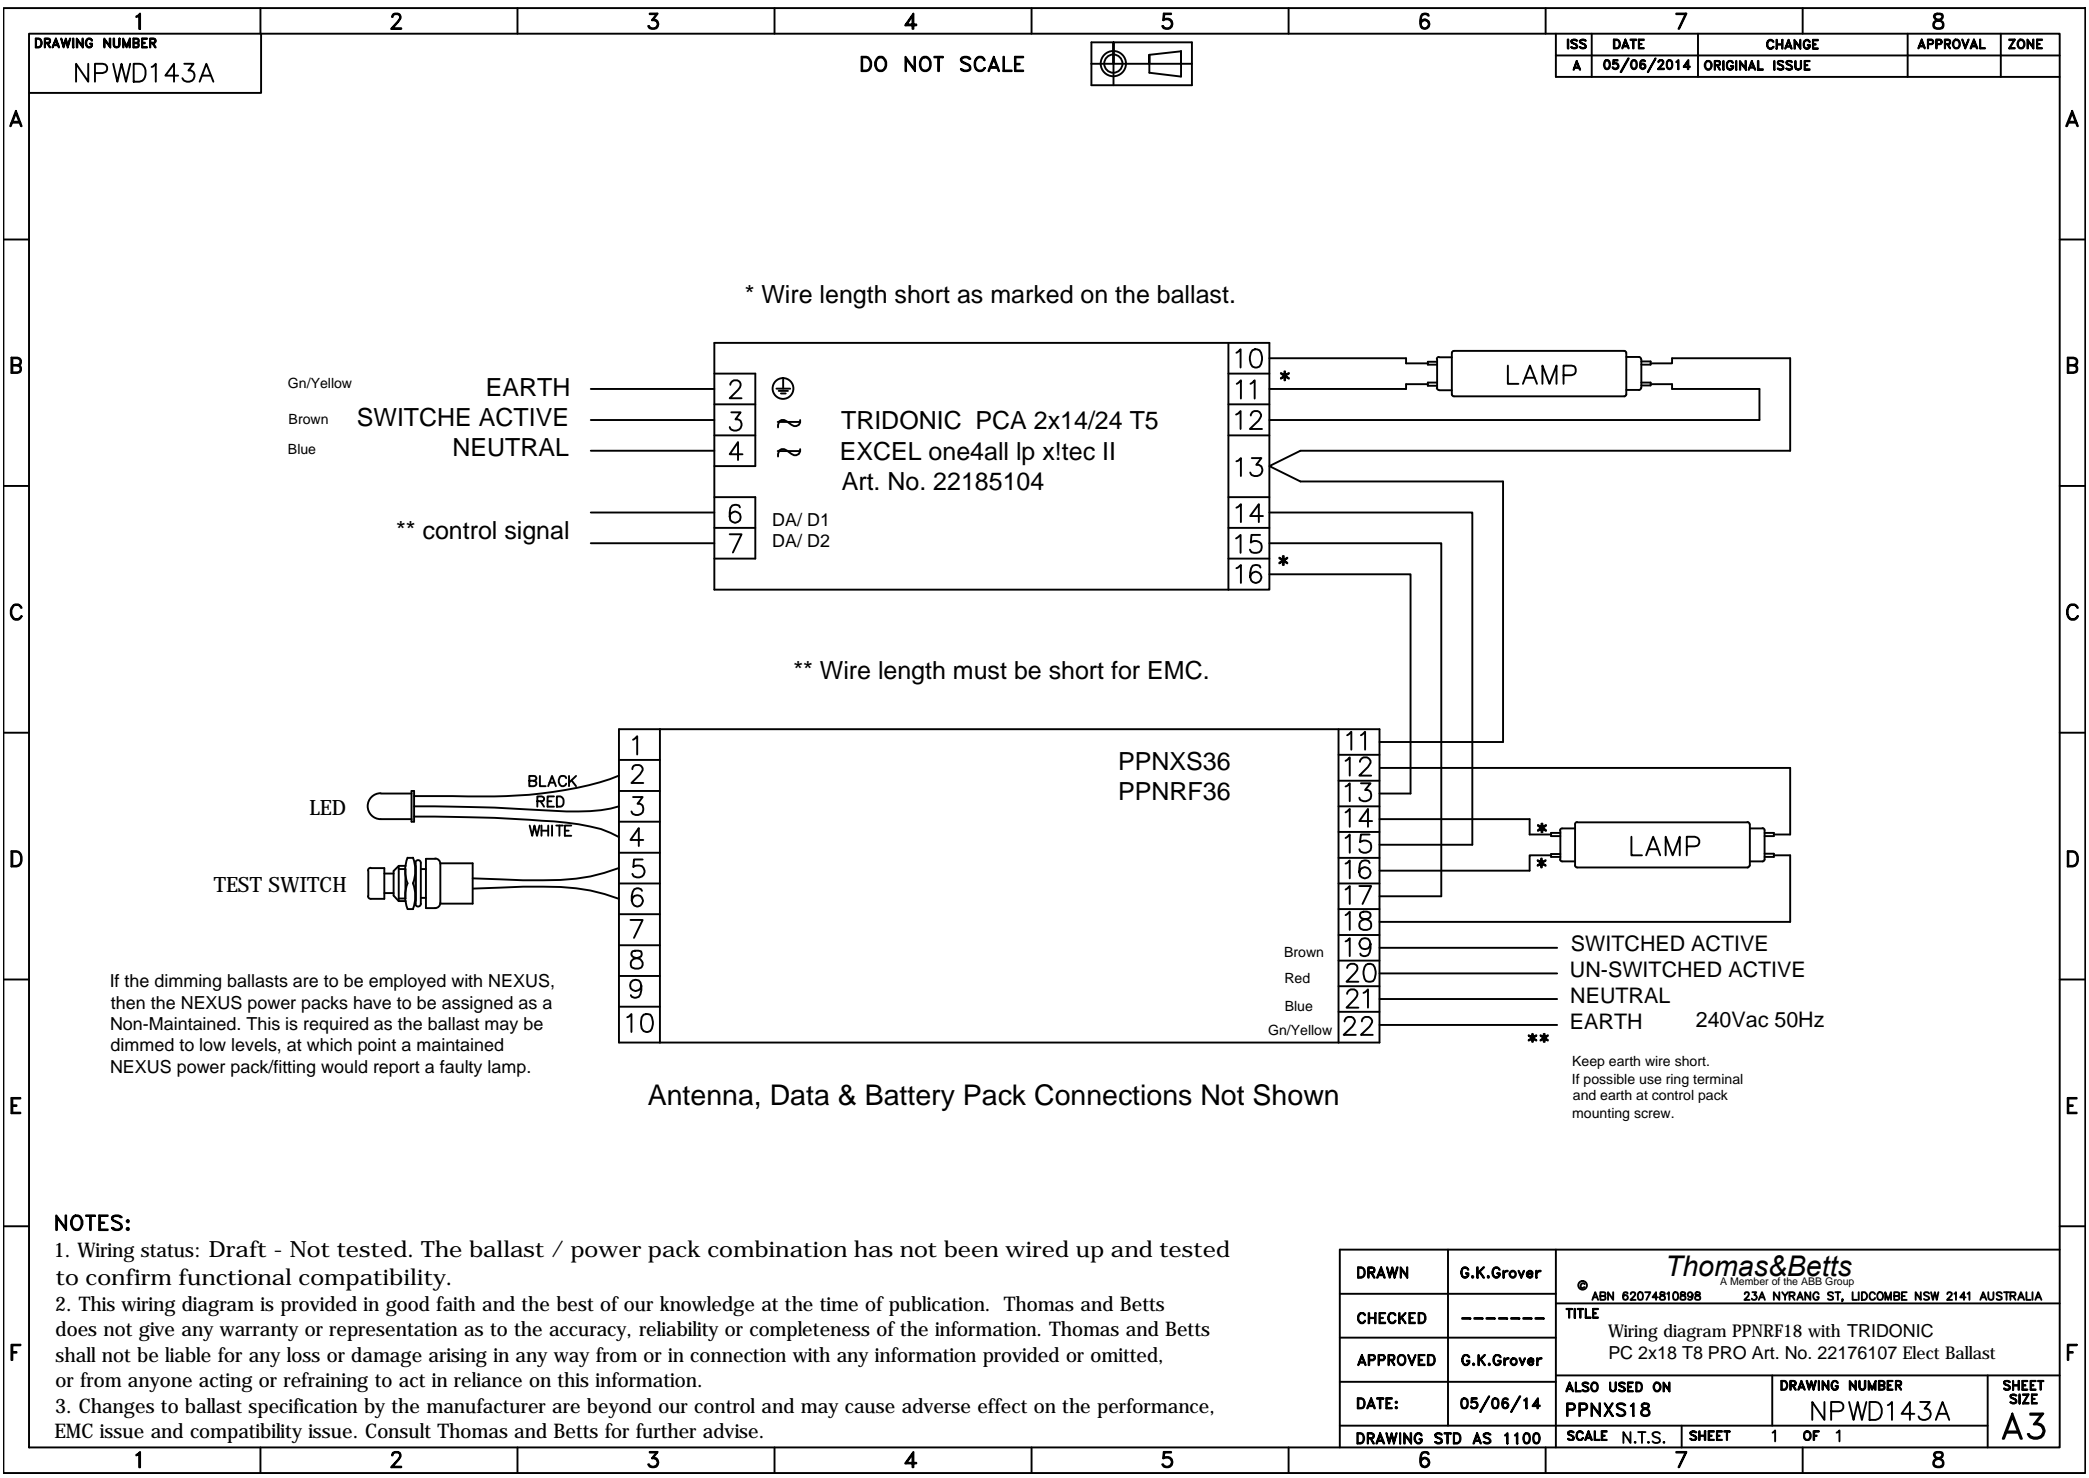 1 2 3 4 5 6 7 8
DRAWING NUMBER
NPWD143A
DO NOT SCALE
ISS DATE CHANGE APPROVAL ZONE
A 05/06/2014 ORIGINAL ISSUE
A A
* Wire length short as marked on the ballast.
B B
Gn/Yellow EARTH 2
Brown SWITCHE ACTIVE 3 ~
Blue NEUTRAL 4 ~
TRIDONIC PCA 2x14/24 T5
EXCEL one4all lp x!tec II
Art. No. 22185104
** control signal
6 DA/ D1
7 DA/ D2
10
*
11
12
13
14
15
*
16
LAMP
C C
** Wire length must be short for EMC.
1
2
3
4
5
6
7
8
9
10
BLACK
LED RED
WHITE
TEST SWITCH
PPNXS36
PPNRF36
11
12
13
14
15
16
17
18
Brown 19 SWITCHED ACTIVE
Red 20 UN-SWITCHED ACTIVE
Blue 21 NEUTRAL
Gn/Yellow 22 EARTH 240Vac 50Hz
**
*
*
LAMP
D D
Keep earth wire short.
If possible use ring terminal
and earth at control pack
mounting screw.
If the dimming ballasts are to be employed with NEXUS,
then the NEXUS power packs have to be assigned as a
Non-Maintained. This is required as the ballast may be
dimmed to low levels, at which point a maintained
NEXUS power pack/fitting would report a faulty lamp.
Antenna, Data & Battery Pack Connections Not Shown
E E
NOTES:
1. Wiring status: Draft - Not tested. The ballast / power pack combination has not been wired up and tested
to confirm functional compatibility.
2. This wiring diagram is provided in good faith and the best of our knowledge at the time of publication. Thomas and Betts
does not give any warranty or representation as to the accuracy, reliability or completeness of the information. Thomas and Betts
shall not be liable for any loss or damage arising in any way from or in connection with any information provided or omitted,
or from anyone acting or refraining to act in reliance on this information.
3. Changes to ballast specification by the manufacturer are beyond our control and may cause adverse effect on the performance,
EMC issue and compatibility issue. Consult Thomas and Betts for further advise.
F F
DRAWN G.K.Grover
CHECKED -------
APPROVED G.K.Grover
DATE: 05/06/14
DRAWING STD AS 1100
Thomas&Betts
A Member of the ABB Group
© ABN 62074810898 23A NYRANG ST, LIDCOMBE NSW 2141 AUSTRALIA
TITLE
Wiring diagram PPNRF18 with TRIDONIC
PC 2x18 T8 PRO Art. No. 22176107 Elect Ballast
ALSO USED ON
PPNXS18
DRAWING NUMBER
NPWD143A
SHEET SIZE
A3
SCALE N.T.S. SHEET 1 OF 1
1 2 3 4 5 6 7 8